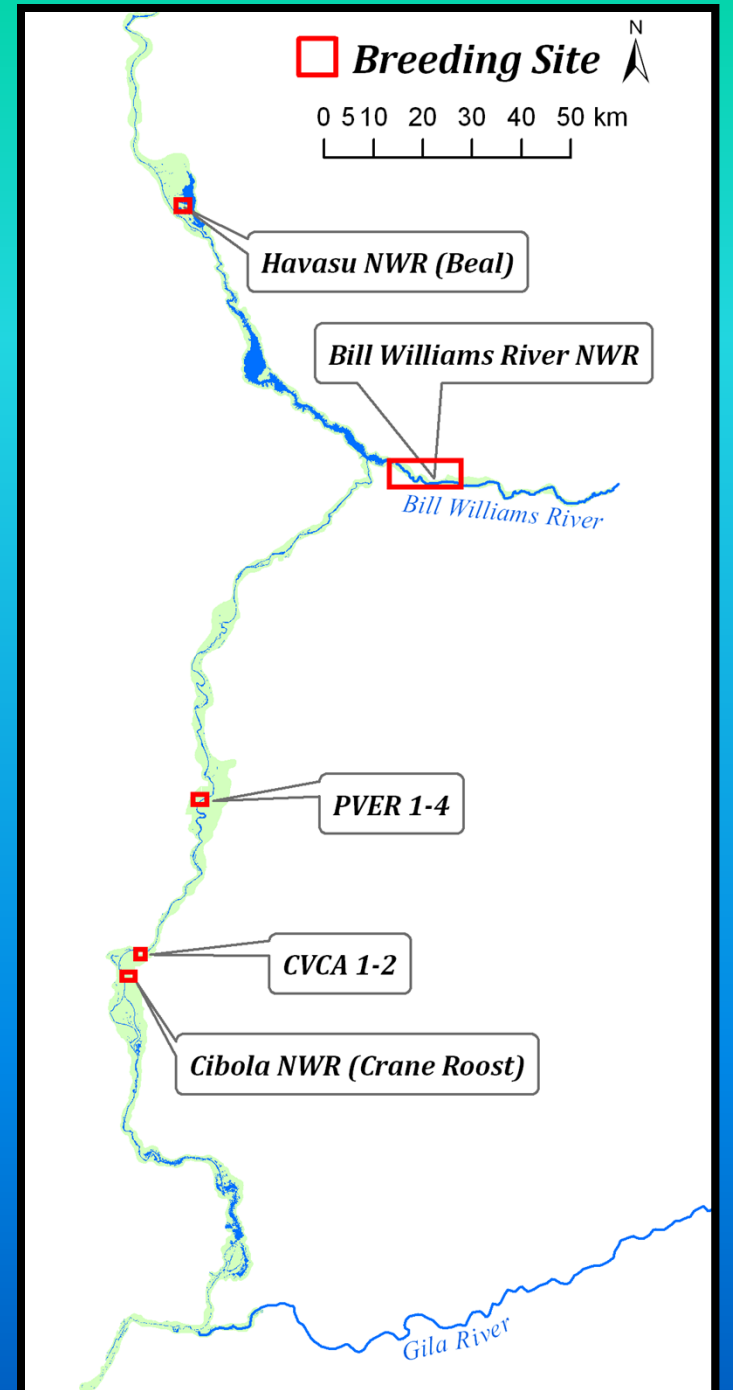 N
Breeding Site
0 5 10 20 30 40 50 km
Havasu NWR (Beal)
Bill Williams River NWR
Bill Williams River
PVER 1-4
CVCA 1-2
Cibola NWR (Crane Roost)
Gila River